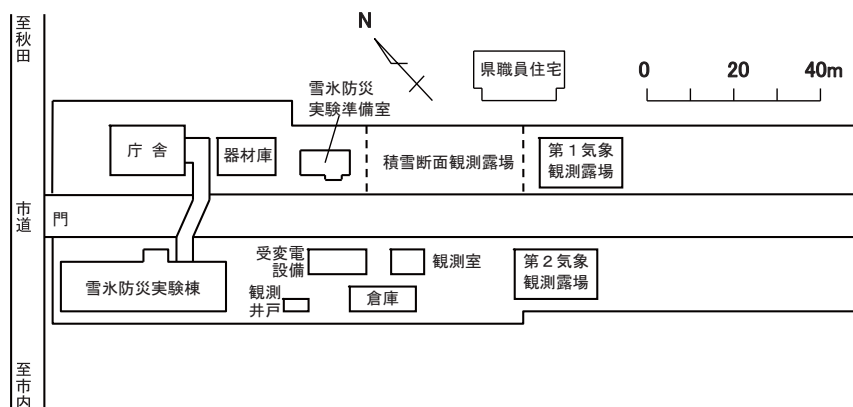 至秋田
N
県職員住宅
0 20 40m
雪氷防災
実験準備室
庁舎
器材庫
積雪断面観測露場
第1気象
観測露場
市道
門
受変電
設備
観測室
第2気象
観測露場
雪氷防災実験棟
観測
井戸
倉庫
至市内